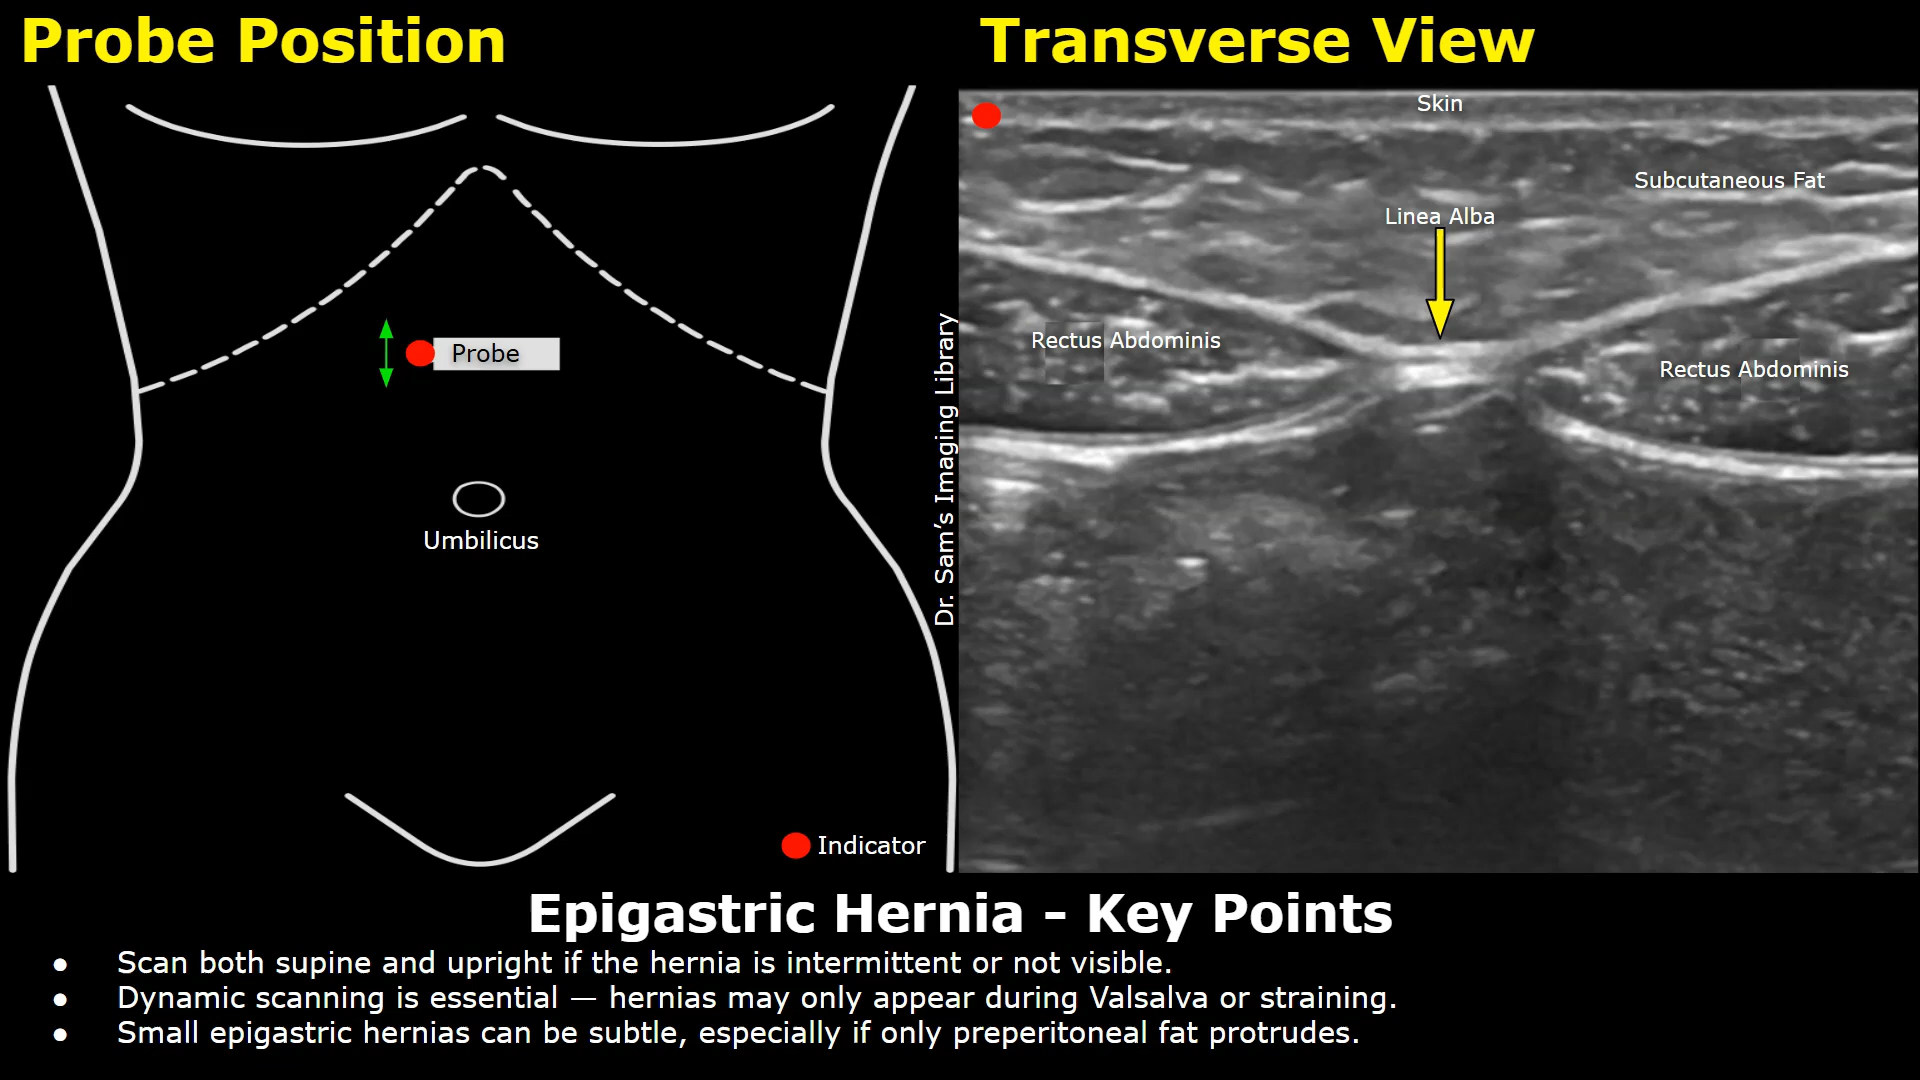 Probe Position
Transverse View
Skin
Subcutaneous Fat
Linea Alba
Rectus Abdominis
Rectus Abdominis
Probe
Umbilicus
Indicator
Dr. Sam’s Imaging Library
Epigastric Hernia – Key Points
● Scan both supine and upright if the hernia is intermittent or not visible.
● Dynamic scanning is essential — hernias may only appear during Valsalva or straining.
● Small epigastric hernias can be subtle, especially if only preperitoneal fat protrudes.